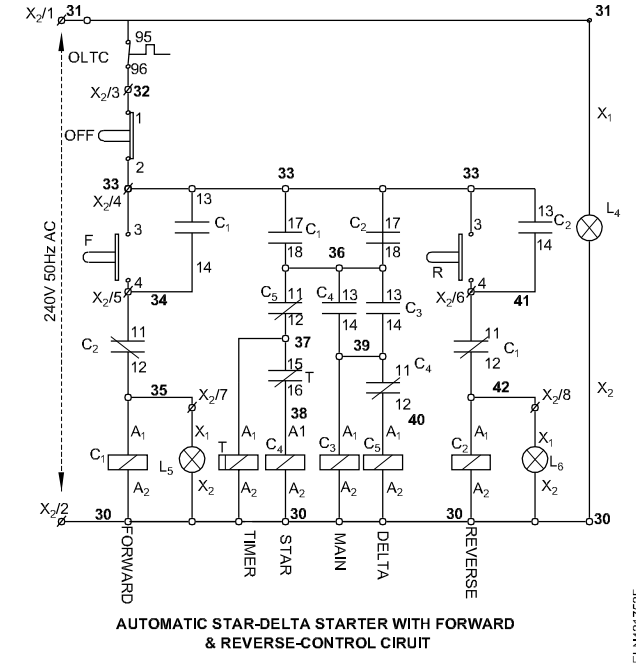 X2/1 31 31
95
OLTC
96
X2/3 32
1
X1
OFF
2
33 33 33
X2/4
13 17 17 13
3 C1 C1 C2 3 C2 L4
F 18 36 18 R 14
14
4 C5 11 C4 13 13 4
X2/5 34 X2/6 41
12 14 14 C3
240V 50Hz AC
11 37 39 11
C2 15 T 11 C4 C1
12 16 12 12
38 40 X2
35 X2/7 42 X2/8
A1 X1 T A1 A1 A1 A1 A1 X1
C1 L5 C4 C3 C5 C2 L6
A2 X2 A2 A2 A2 A2 A2 X2
X2/2 30 30 30 30
FORWARD
TIMER
STAR
MAIN
DELTA
REVERSE
AUTOMATIC STAR-DELTA STARTER WITH FORWARD
& REVERSE-CONTROL CIRUIT